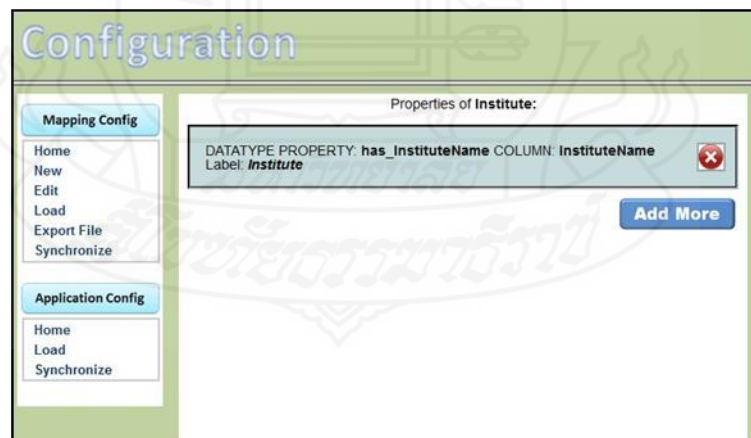 Configuration
Mapping Config
Home
New
Edit
Load
Export File
Synchronize
Application Config
Home
Load
Synchronize
Properties of Institute:
DATATYPE PROPERTY: has_InstituteName COLUMN: InstituteName
Label: Institute
Add More